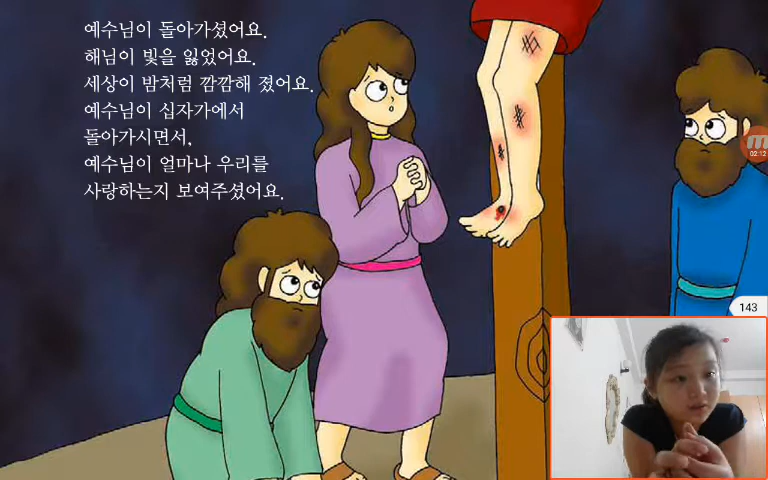 예수님이 돌아가셨어요.
해님이 빛을 잃었어요.
세상이 밤처럼 깜깜해 졌어요.
예수님이 십자가에서
돌아가시면서,
예수님이 얼마나 우리를
사랑하는지 보여주셨어요.
02:12
143